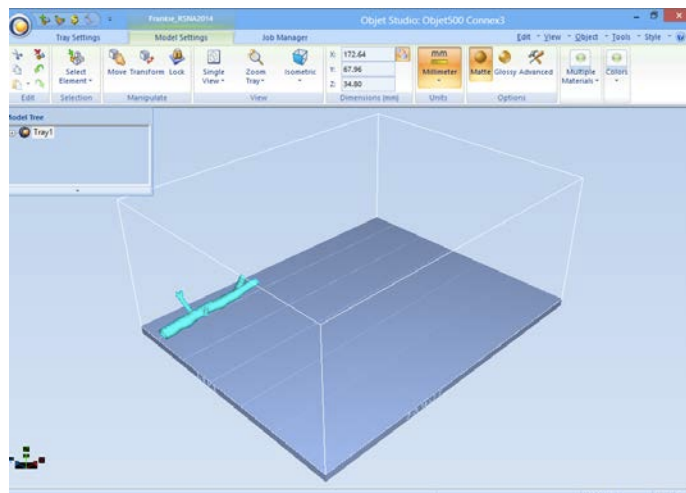 Frankie_RSNA2014
Objet Studio: Objet500 Connex3
Tray Settings
Model Settings
Job Manager
Edit
View
Object
Tools
Style
Select Element
Move
Transform
Lock
Single View
Zoom Tray
Isometric
X: 172.64
Y: 67.96
Z: 34.80
mm
Millimeter
Matte
Glossy
Advanced
Multiple Materials
Colors
Edit
Selection
Manipulate
View
Dimensions (mm)
Units
Options
Model Tree
Tray1